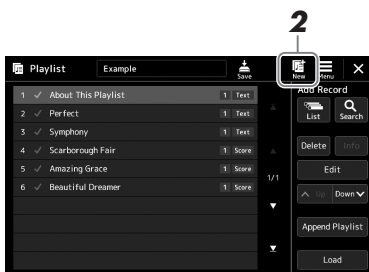 2
Playlist Example Save New Menu
Add Record
1 About This Playlist 1 Text
2 Perfect 1 Text
3 Symphony 1 Text
4 Scarborough Fair 1 Score
5 Amazing Grace 1 Score
6 Beautiful Dreamer 1 Score
1/1
List Search
Delete Info
Edit
Up Down
Append Playlist
Load